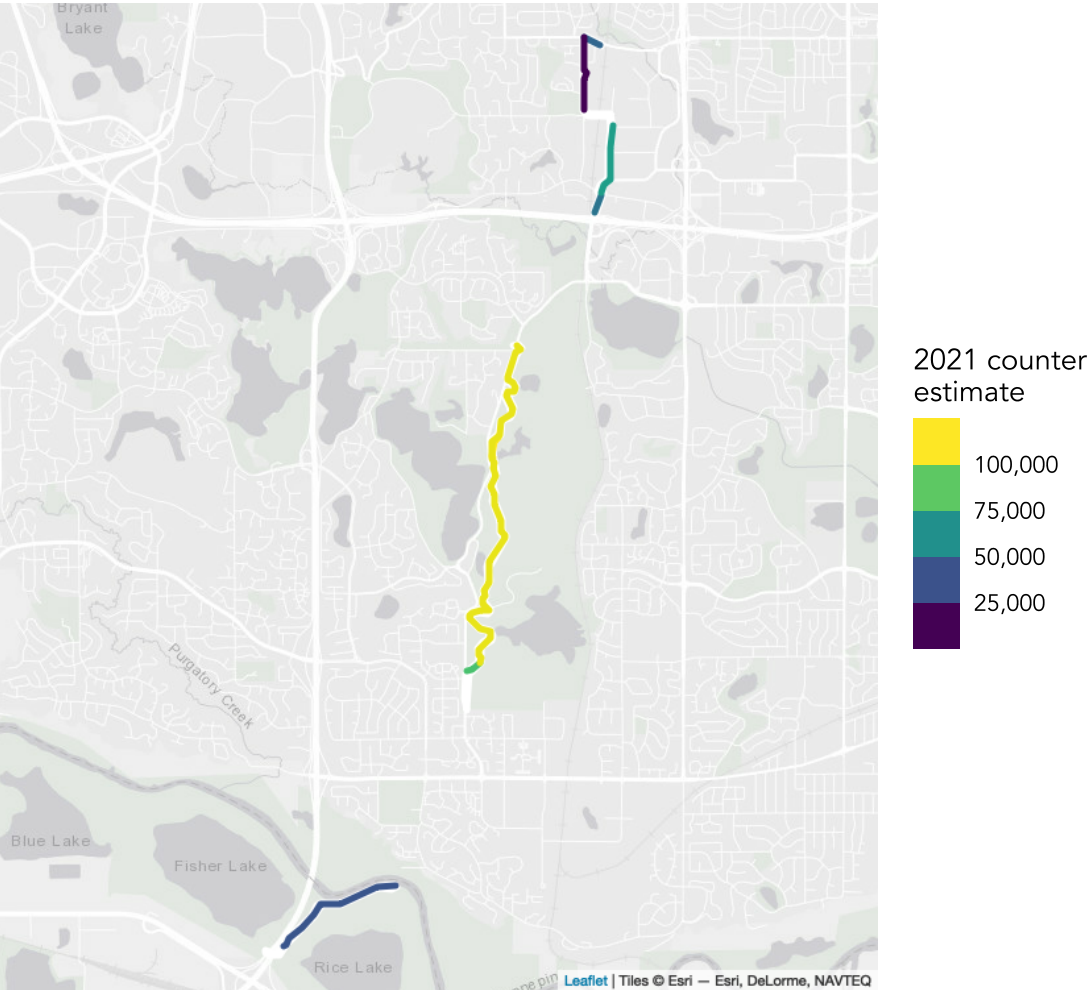 Bryant
Lake
2021 counter
estimate
100,000
75,000
50,000
25,000
Purgatory Creek
Blue Lake
Fisher Lake
Rice Lake
Leaflet | Tiles © Esri — Esri, DeLorme, NAVTEQ